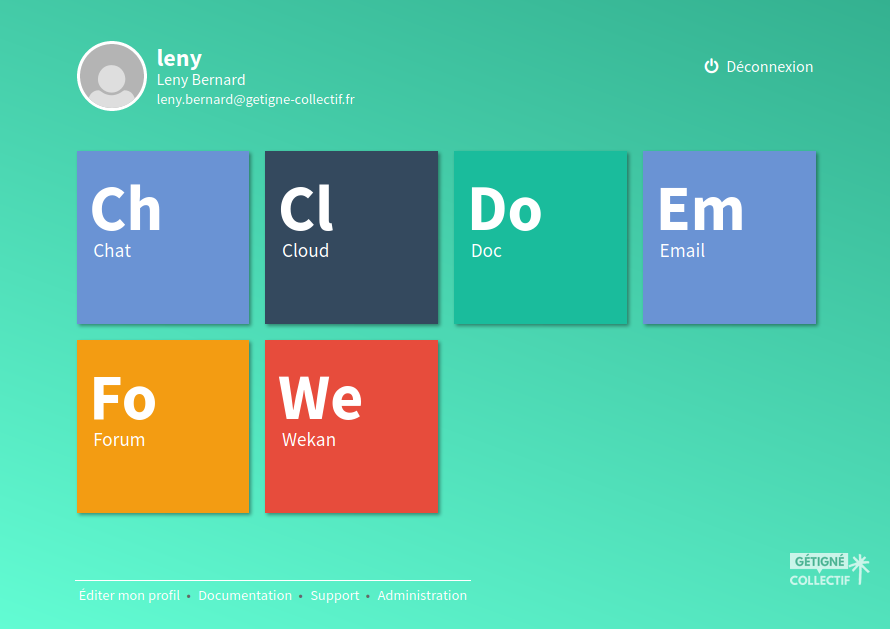 leny
Leny Bernard
leny.bernard@getigne-collectif.fr
Déconnexion
Ch
Chat
Cl
Cloud
Do
Doc
Em
Email
Fo
Forum
We
Wekan
GÉTIGNÉ
COLLECTIF
Éditer mon profil • Documentation • Support • Administration